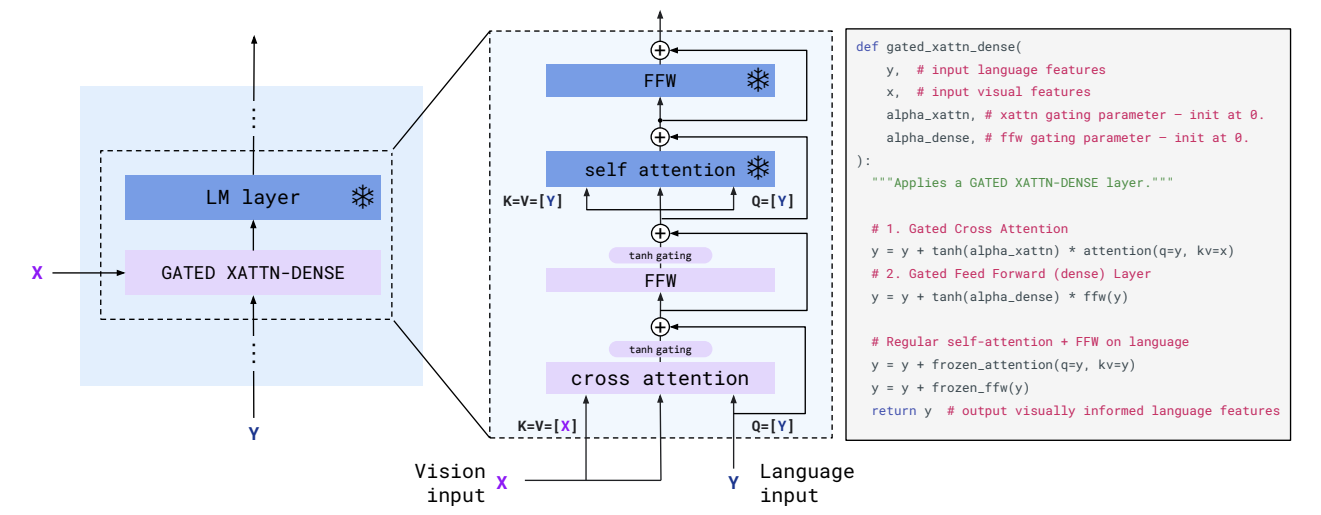 LM layer
GATED XATTN-DENSE
X
Y
FFW
self attention
K=V=[Y]
Q=[Y]
tanh gating
FFW
tanh gating
cross attention
K=V=[X]
Q=[Y]
Vision input X
Y Language input
def gated_xattn_dense(
    y,  # input language features
    x,  # input visual features
    alpha_xattn, # xattn gating parameter – init at 0.
    alpha_dense, # ffw gating parameter – init at 0.
):
  """Applies a GATED XATTN-DENSE layer."""
  # 1. Gated Cross Attention
  y = y + tanh(alpha_xattn) * attention(q=y, kv=x)
  # 2. Gated Feed Forward (dense) Layer
  y = y + tanh(alpha_dense) * ffw(y)
  # Regular self-attention + FFW on language
  y = y + frozen_attention(q=y, kv=y)
  y = y + frozen_ffw(y)
  return y  # output visually informed language features